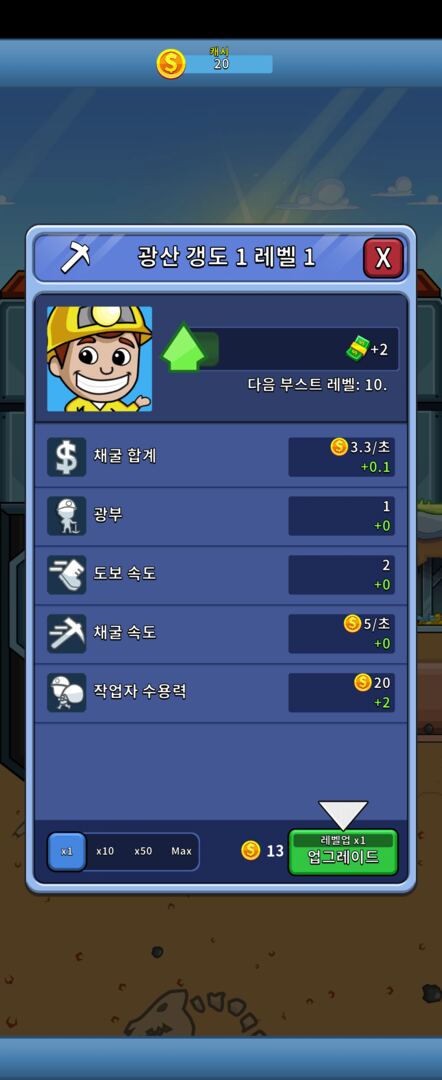 캐시
20
광산 갱도 1 레벨 1
X
+2
다음 부스트 레벨: 10.
채굴 합계
3.3/초
+0.1
광부
1
+0
도보 속도
2
+0
채굴 속도
5/초
+0
작업자 수용력
20
+2
x1 x10 x50 Max
13
레벨업 x1
업그레이드